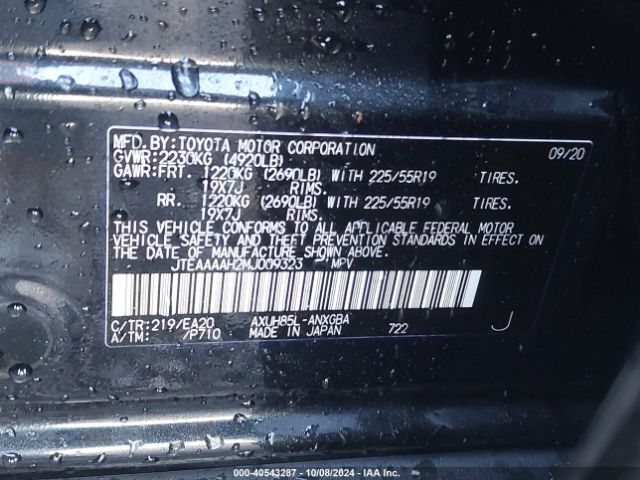 MFD.BY:TOYOTA MOTOR CORPORATION 09/20
GVWR:2230KG (4920LB)
GAWR:FRT. 1220KG (2690LB) WITH 225/55R19 TIRES.
19X7J RIMS.
RR. 1220KG (2690LB) WITH 225/55R19 TIRES.
19X7J RIMS.
THIS VEHICLE CONFORMS TO ALL APPLICABLE FEDERAL MOTOR
VEHICLE SAFETY AND THEFT PREVENTION STANDARDS IN EFFECT ON
THE DATE OF MANUFACTURE SHOWN ABOVE.
JTEAAAAH2MJ009323 MPV
C/TR:219/EA20 AXUH85L-ANXGBA
A/TM: /P710 MADE IN JAPAN 722 J
000-40543287 - 10/08/2024 - IAA Inc.